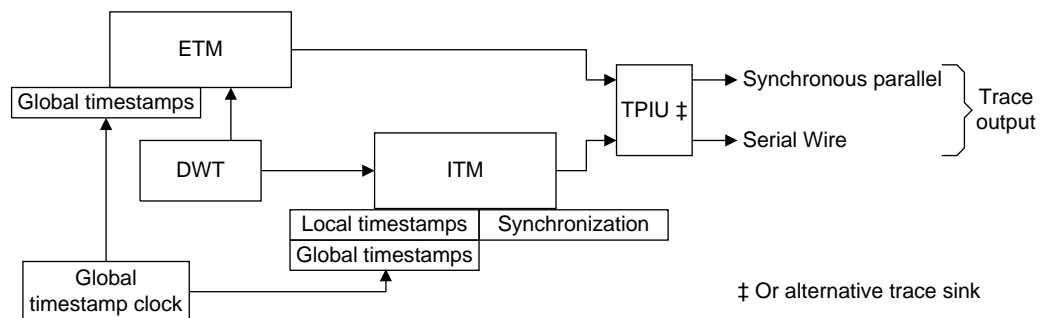 ETM
Global timestamps
DWT
ITM
Local timestamps
Synchronization
Global timestamps
Global
timestamp clock
TPIU ‡
Synchronous parallel
Serial Wire
Trace
output
‡ Or alternative trace sink